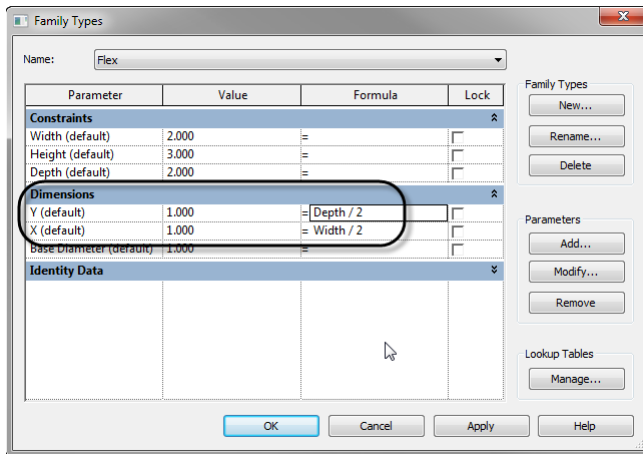 Family Types
Name: Flex
Parameter Value Formula Lock
Constraints
Width (default) 2.000 =
Height (default) 3.000 =
Depth (default) 2.000 =
Dimensions
Y (default) 1.000 = Depth / 2
X (default) 1.000 = Width / 2
Base Diameter (default) 1.000 =
Identity Data
Family Types
New...
Rename...
Delete
Parameters
Add...
Modify...
Remove
Lookup Tables
Manage...
OK Cancel Apply Help